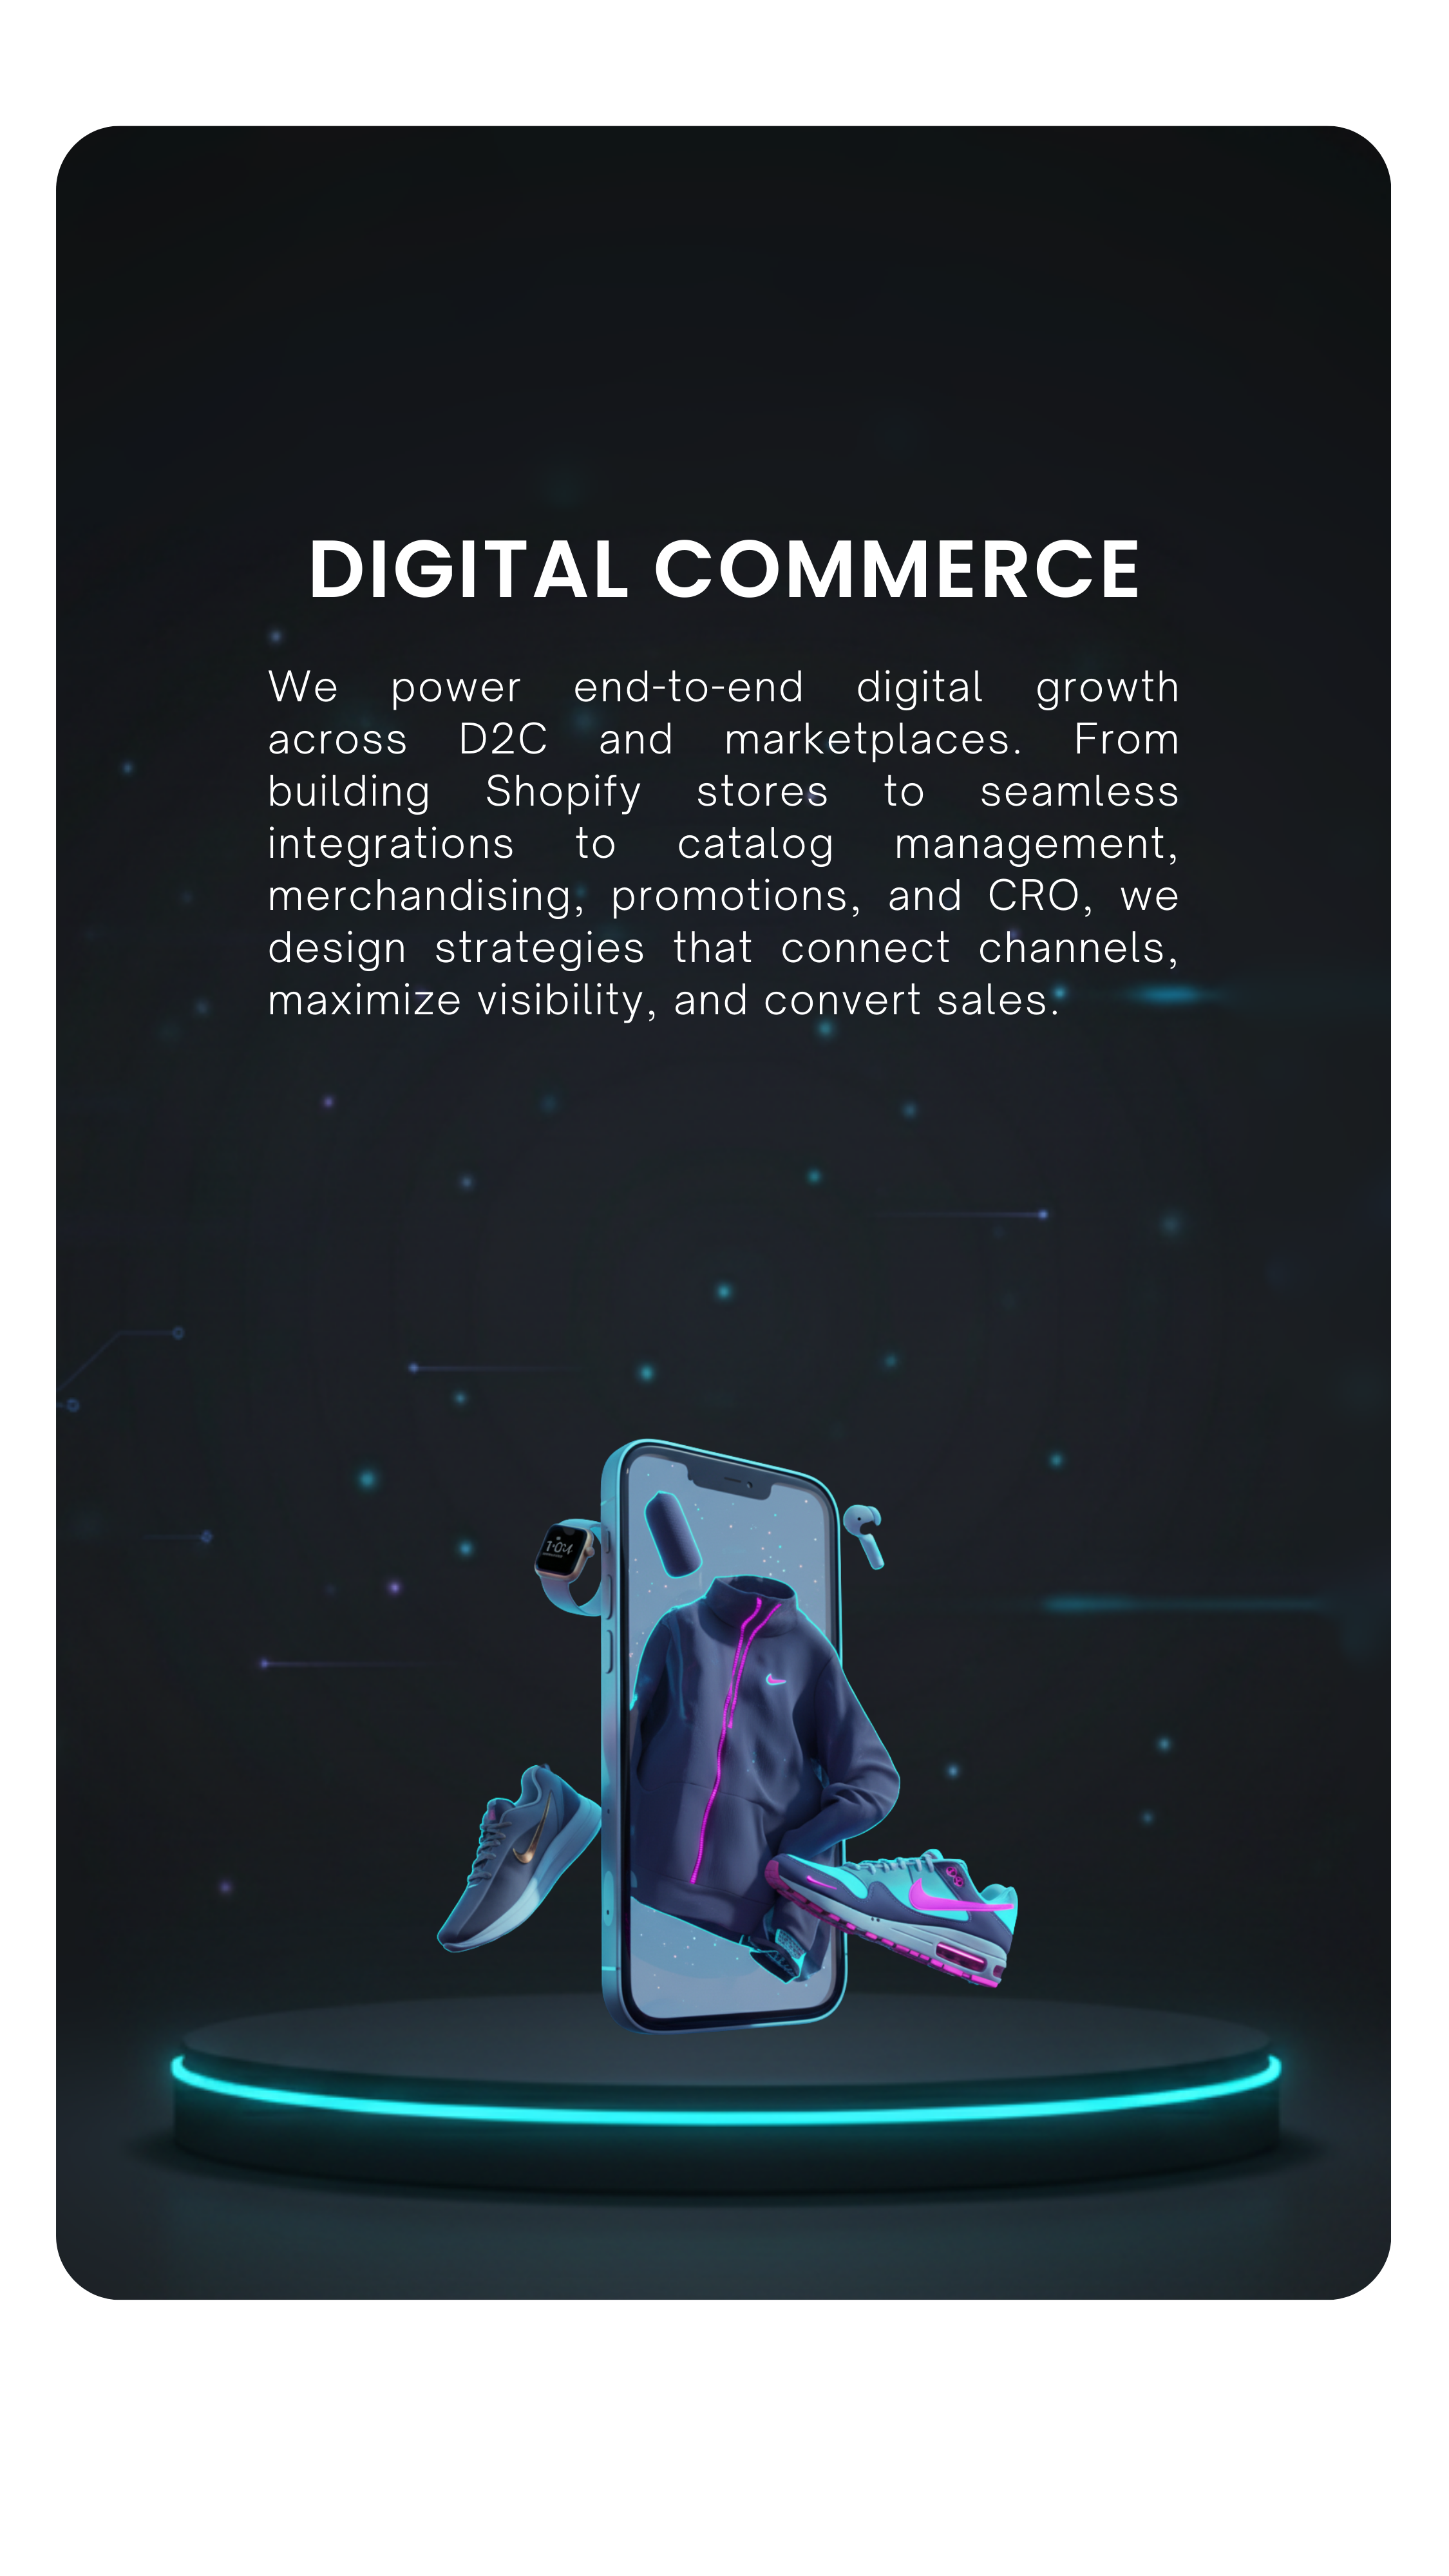 DIGITAL COMMERCE
We power end-to-end digital growth
across D2C and marketplaces. From
building Shopify stores to seamless
integrations to catalog management,
merchandising, promotions, and CRO, we
design strategies that connect channels,
maximize visibility, and convert sales.